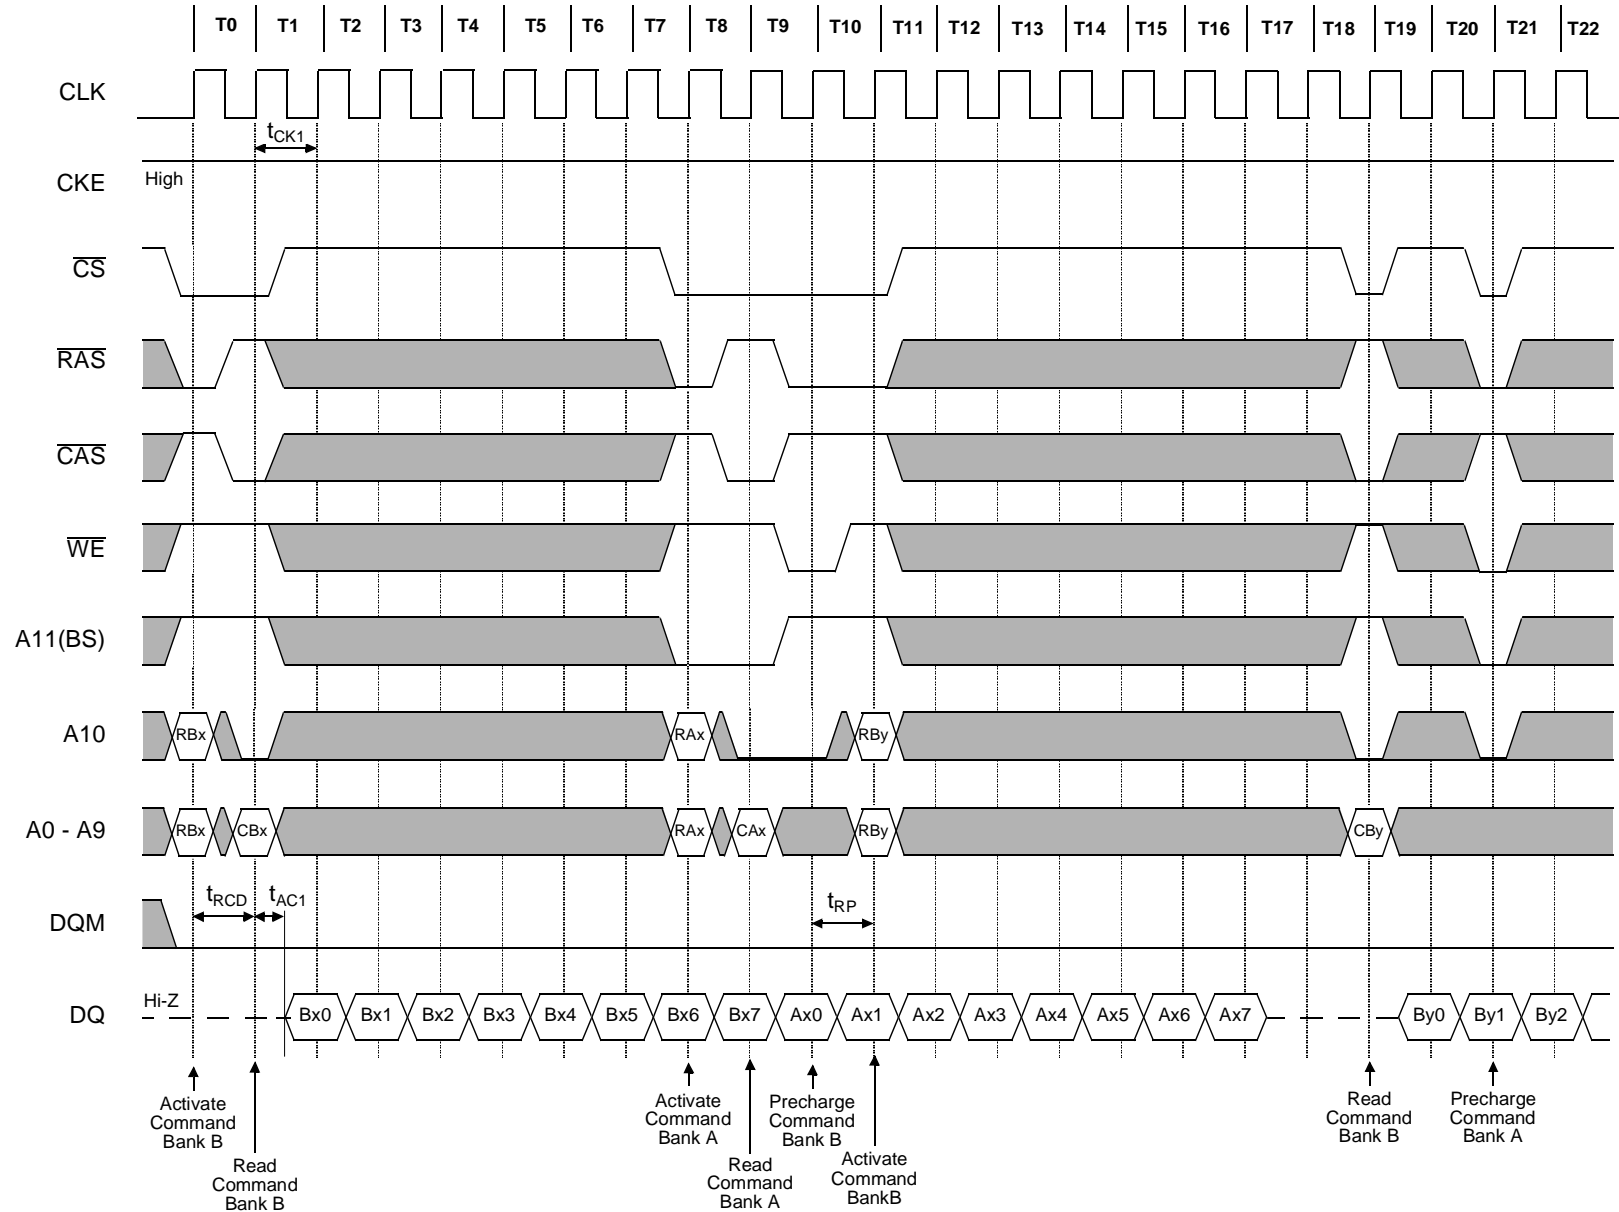 T0 T1 T2 T3 T4 T5 T6 T7 T8 T9 T10 T11 T12 T13 T14 T15 T16 T17 T18 T19 T20 T21 T22
CLK
tCK1
CKE High
CS
RAS
CAS
WE
A11(BS)
A10 RBx RAx RBy
A0 - A9 RBx CBx RAx CAx RBy CBy
tRCD tAC1 tRP
DQM
DQ Hi-Z Bx0 Bx1 Bx2 Bx3 Bx4 Bx5 Bx6 Bx7 Ax0 Ax1 Ax2 Ax3 Ax4 Ax5 Ax6 Ax7 By0 By1 By2
Activate
Command
Bank B
Read
Command
Bank B
Activate
Command
Bank A
Read
Command
Bank A
Precharge
Command
Bank B
Activate
Command
BankB
Read
Command
Bank B
Precharge
Command
Bank A